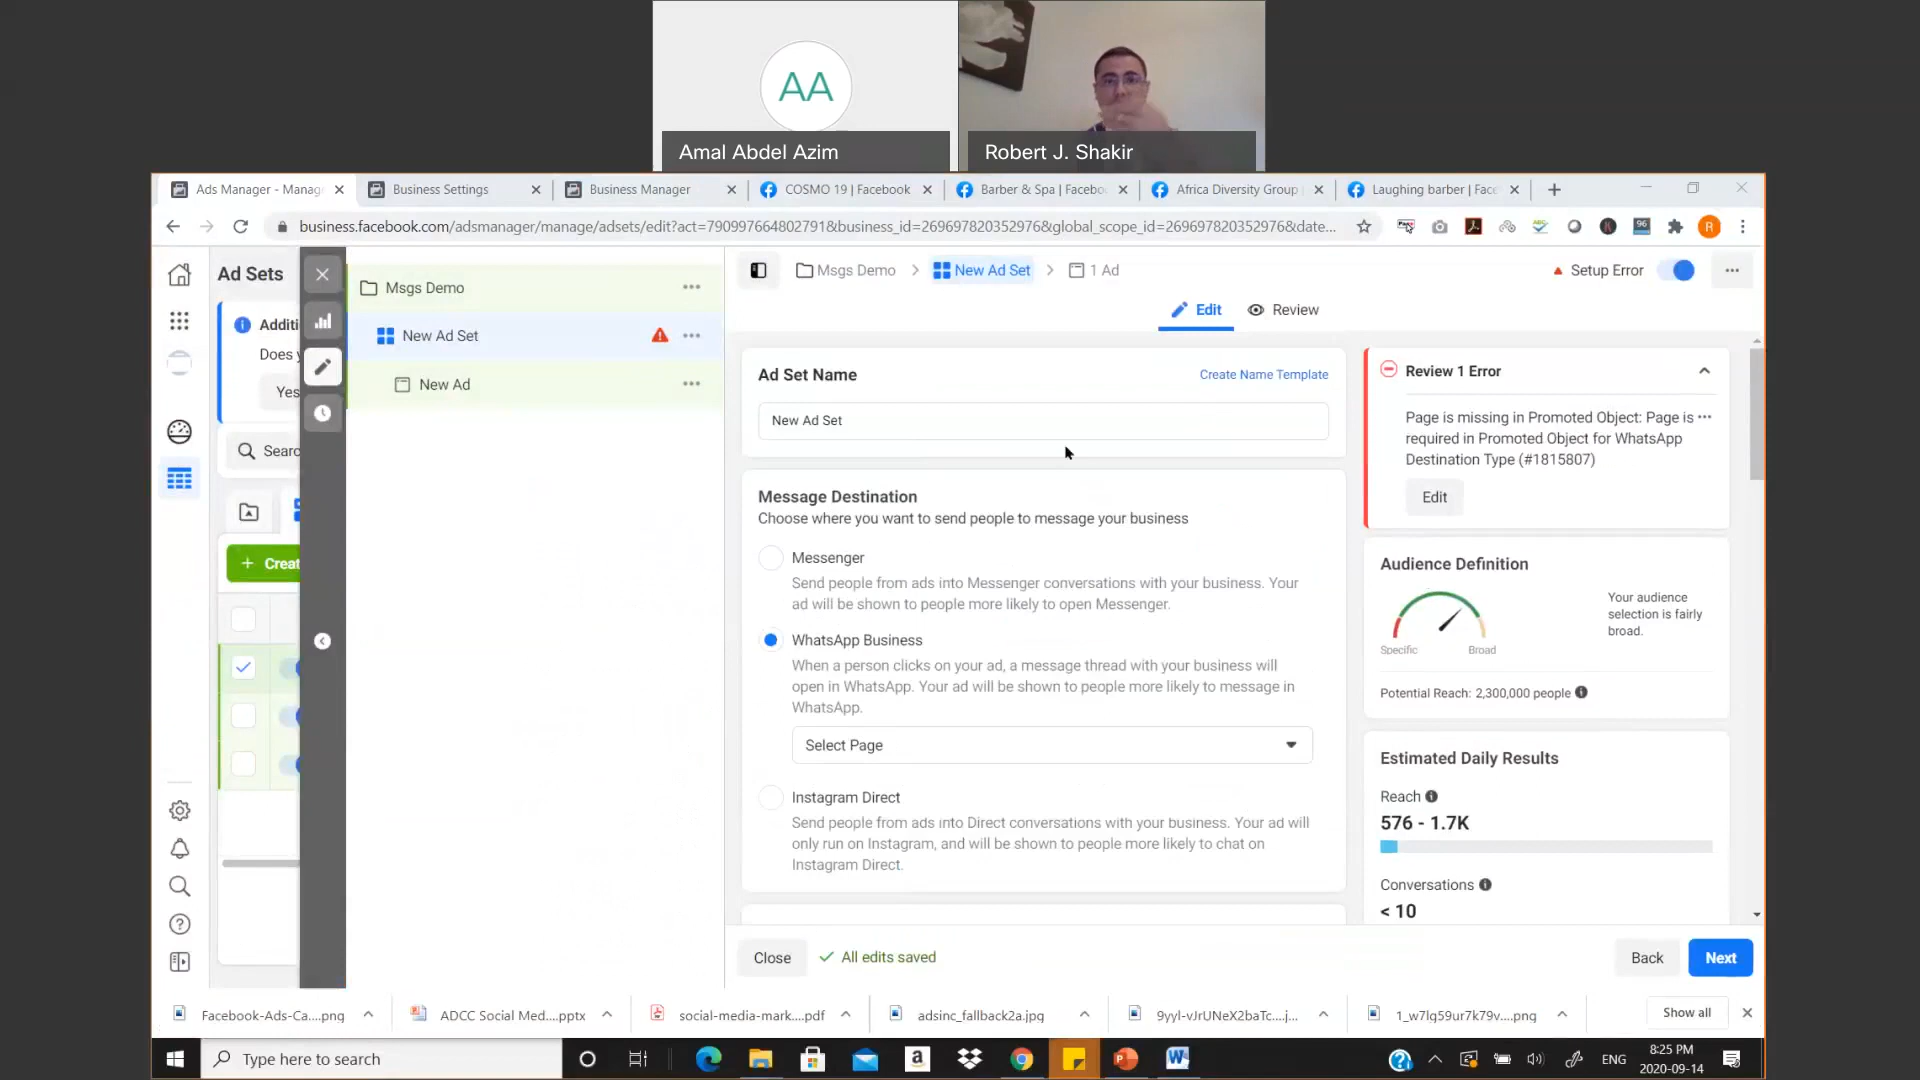 AA
Amal Abdel Azim
Robert J. Shakir
Ads Manager - Manag
Business Settings
Business Manager
COSMO 19 | Facebook
Barber & Spa | Facebo
Africa Diversity Group
Laughing barber | Face
business.facebook.com/adsmanager/manage/adsets/edit?act=790997664802791&business_id=269697820352976&global_scope_id=269697820352976&date...
96
R
Ad Sets
Additi
Does y
Yes
Searc
+ Creat
Msgs Demo
New Ad Set
New Ad
Msgs Demo > New Ad Set > 1 Ad
Setup Error
Edit
Review
Ad Set Name
Create Name Template
New Ad Set
Message Destination
Choose where you want to send people to message your business
Messenger
Send people from ads into Messenger conversations with your business. Your
ad will be shown to people more likely to open Messenger.
WhatsApp Business
When a person clicks on your ad, a message thread with your business will
open in WhatsApp. Your ad will be shown to people more likely to message in
WhatsApp.
Select Page
Instagram Direct
Send people from ads into Direct conversations with your business. Your ad will
only run on Instagram, and will be shown to people more likely to chat on
Instagram Direct.
Review 1 Error
Page is missing in Promoted Object: Page is
required in Promoted Object for WhatsApp
Destination Type (#1815807)
Edit
Audience Definition
Your audience
selection is fairly
broad.
Specific
Broad
Potential Reach: 2,300,000 people
Estimated Daily Results
Reach
576 - 1.7K
Conversations
< 10
Close
All edits saved
Back
Next
Facebook-Ads-Ca....png
ADCC Social Med....pptx
social-media-mark....pdf
adsinc_fallback2a.jpg
9yyl-vJrUNeX2baTc....j...
1_w7lg59ur7k79v....png
Show all
Type here to search
ENG
8:25 PM
2020-09-14